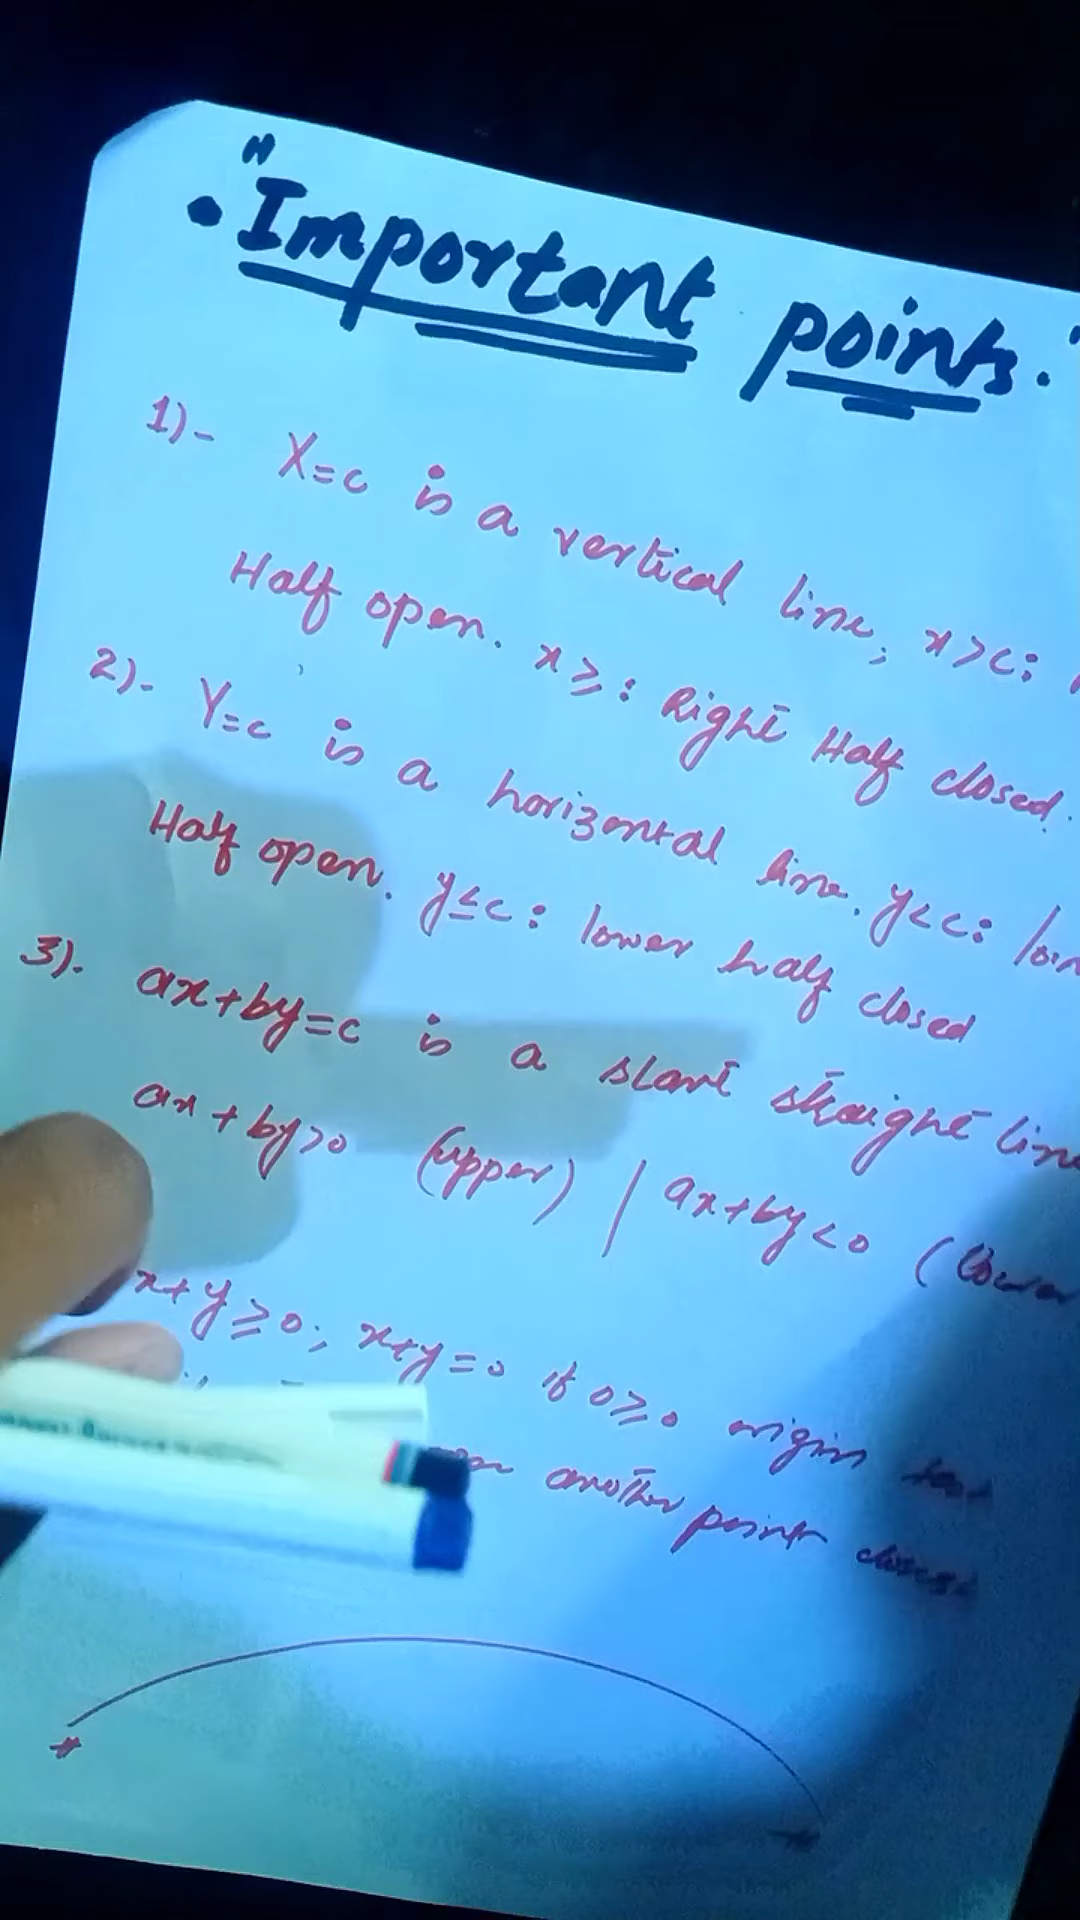 "Important points."
1)- X=c is a vertical line, x>c:
Half open. x≥: Right Half closed.
2)- Y=c is a horizontal line. y<c:
Half open. y≤c: lower half closed
3). ax+by=c is a slant straight line
ax+by>0 (upper) / ax+by<0 (lower
x+y≥0; x+y=0 if 0≥0 origin test
another point